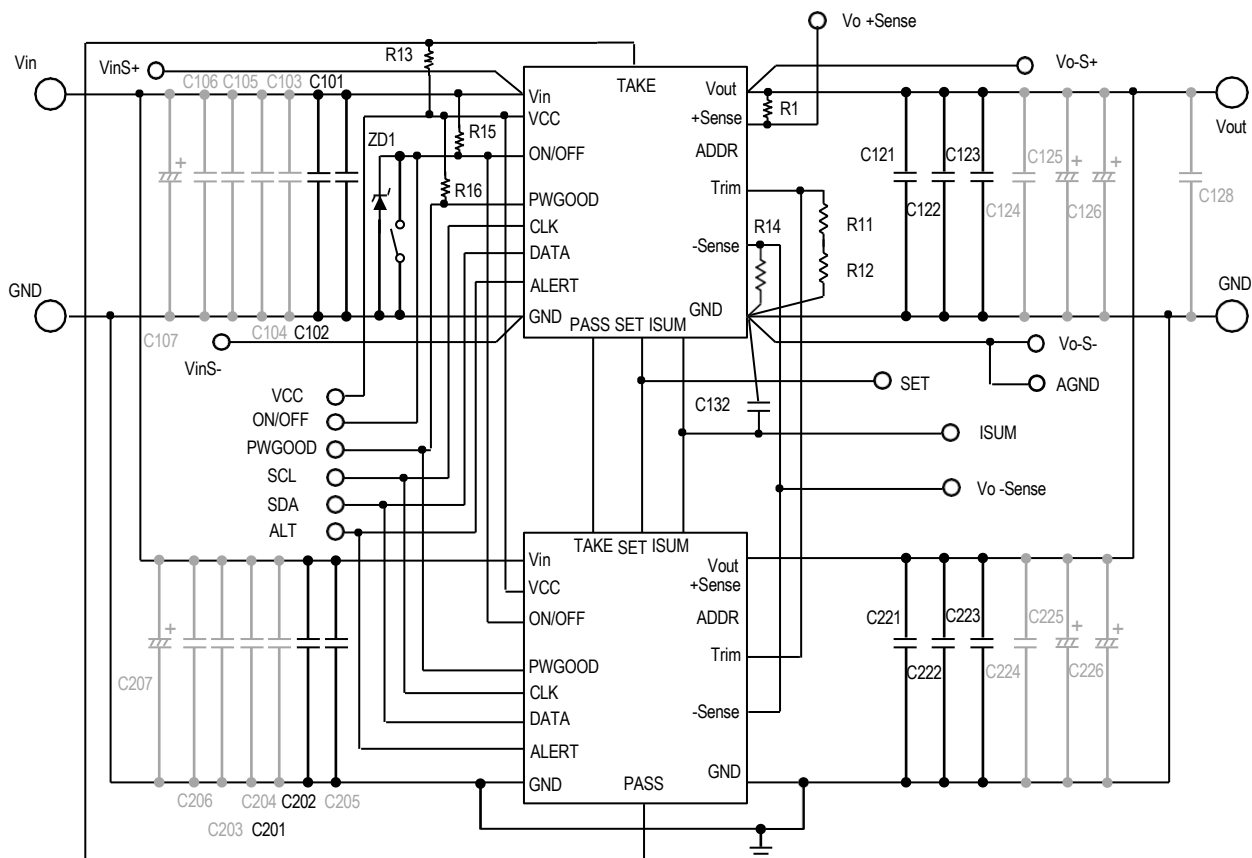 Vo +Sense
R13
Vin
VinS+
C106
C105
C103
C101
TAKE
Vo-S+
Vin
Vout
VCC
+Sense
R1
Vout
ZD1
R15
ON/OFF
ADDR
C121
C123
C125
+
+
+
R16
PWGOOD
Trim
C122
C124
C126
C128
CLK
R14
R11
DATA
-Sense
R12
ALERT
GND
GND
GND
GND
PASS SET ISUM
C107
C104
C102
Vo-S-
VinS-
SET
AGND
VCC
C132
ON/OFF
ISUM
PWGOOD
SCL
Vo -Sense
SDA
ALT
TAKE SET ISUM
Vin
Vout
+Sense
VCC
ADDR
ON/OFF
C221
C223
C225
+
+
+
Trim
PWGOOD
C222
C224
C226
C207
CLK
-Sense
DATA
ALERT
GND
GND
PASS
C206
C204
C202
C205
C203
C201